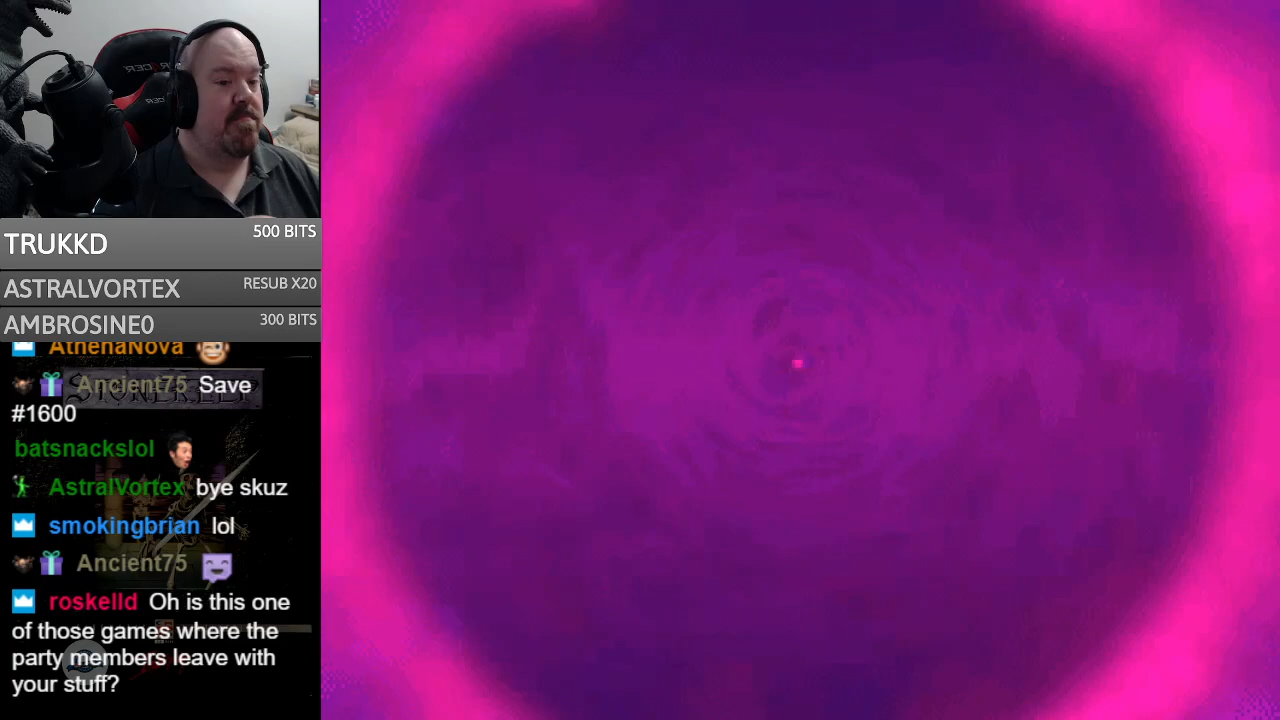 TRUKKD 500 BITS
ASTRALVORTEX RESUB X20
AMBROSINE0 300 BITS
AthenaNova
Ancient75 Save
#1600
STONEKEEP
batsnackslol
AstralVortex bye skuz
smokingbrian lol
Ancient75
roskelld Oh is this one
of those games where the
party members leave with
your stuff?